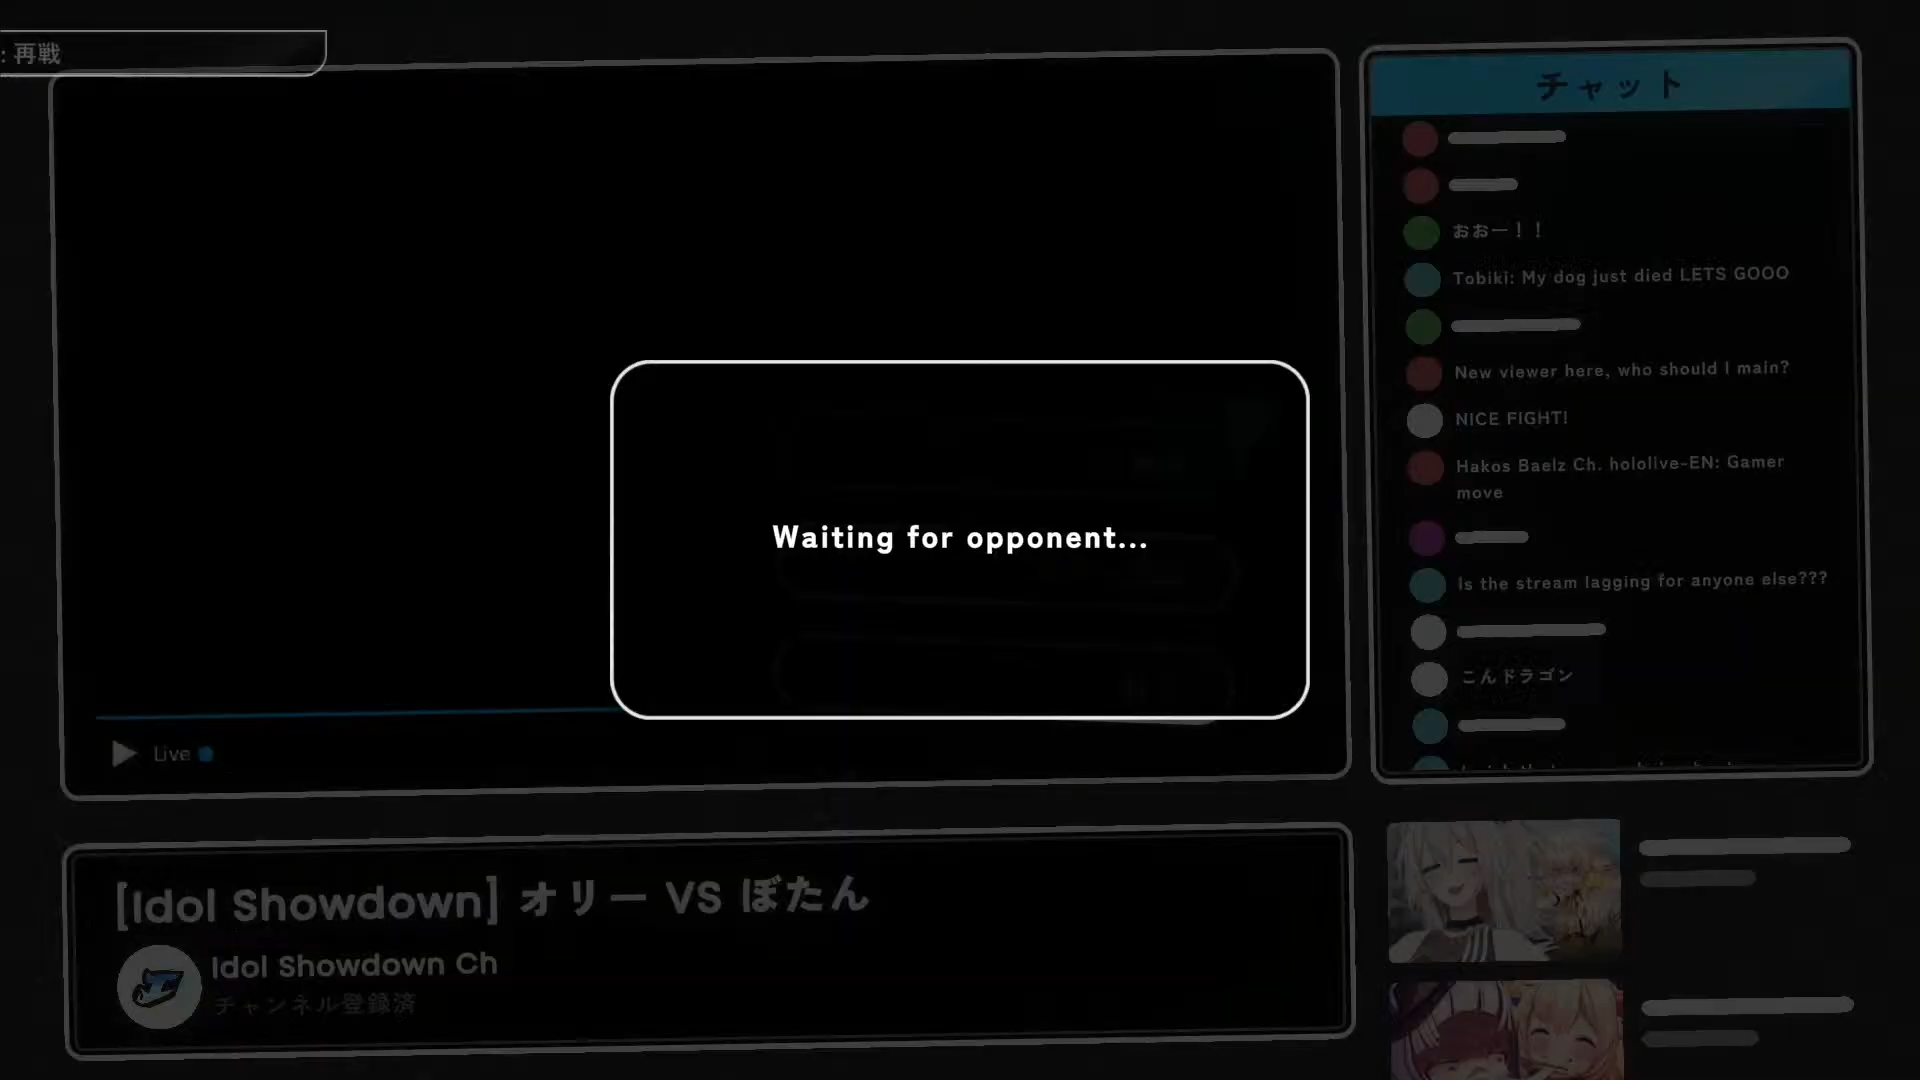 : 再戦
チャット
おおー！！
Tobiki: My dog just died LETS GOOO
New viewer here, who should I main?
NICE FIGHT!
Hakos Baelz Ch. hololive-EN: Gamer
move
Is the stream lagging for anyone else???
こんドラゴン
Waiting for opponent...
Live
[Idol Showdown] オリー VS ぼたん
Idol Showdown Ch
チャンネル登録済